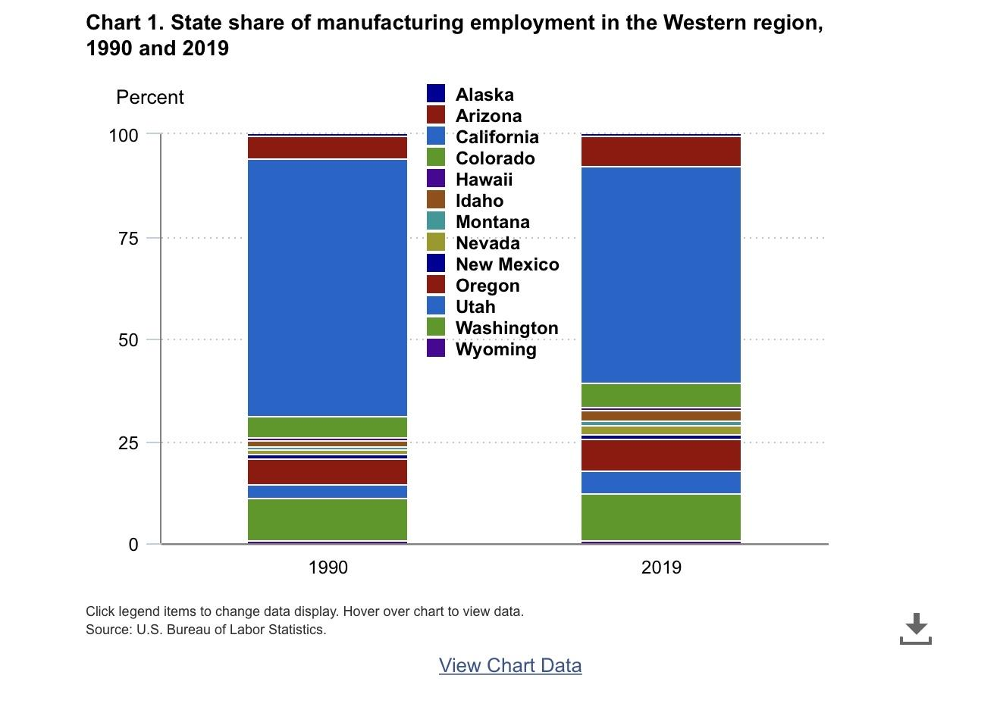 Chart 1. State share of manufacturing employment in the Western region,
1990 and 2019
Percent
Alaska
Arizona
California
Colorado
Hawaii
Idaho
Montana
Nevada
New Mexico
Oregon
Utah
Washington
Wyoming
100
75
50
25
0
1990
2019
Click legend items to change data display. Hover over chart to view data.
Source: U.S. Bureau of Labor Statistics.
View Chart Data